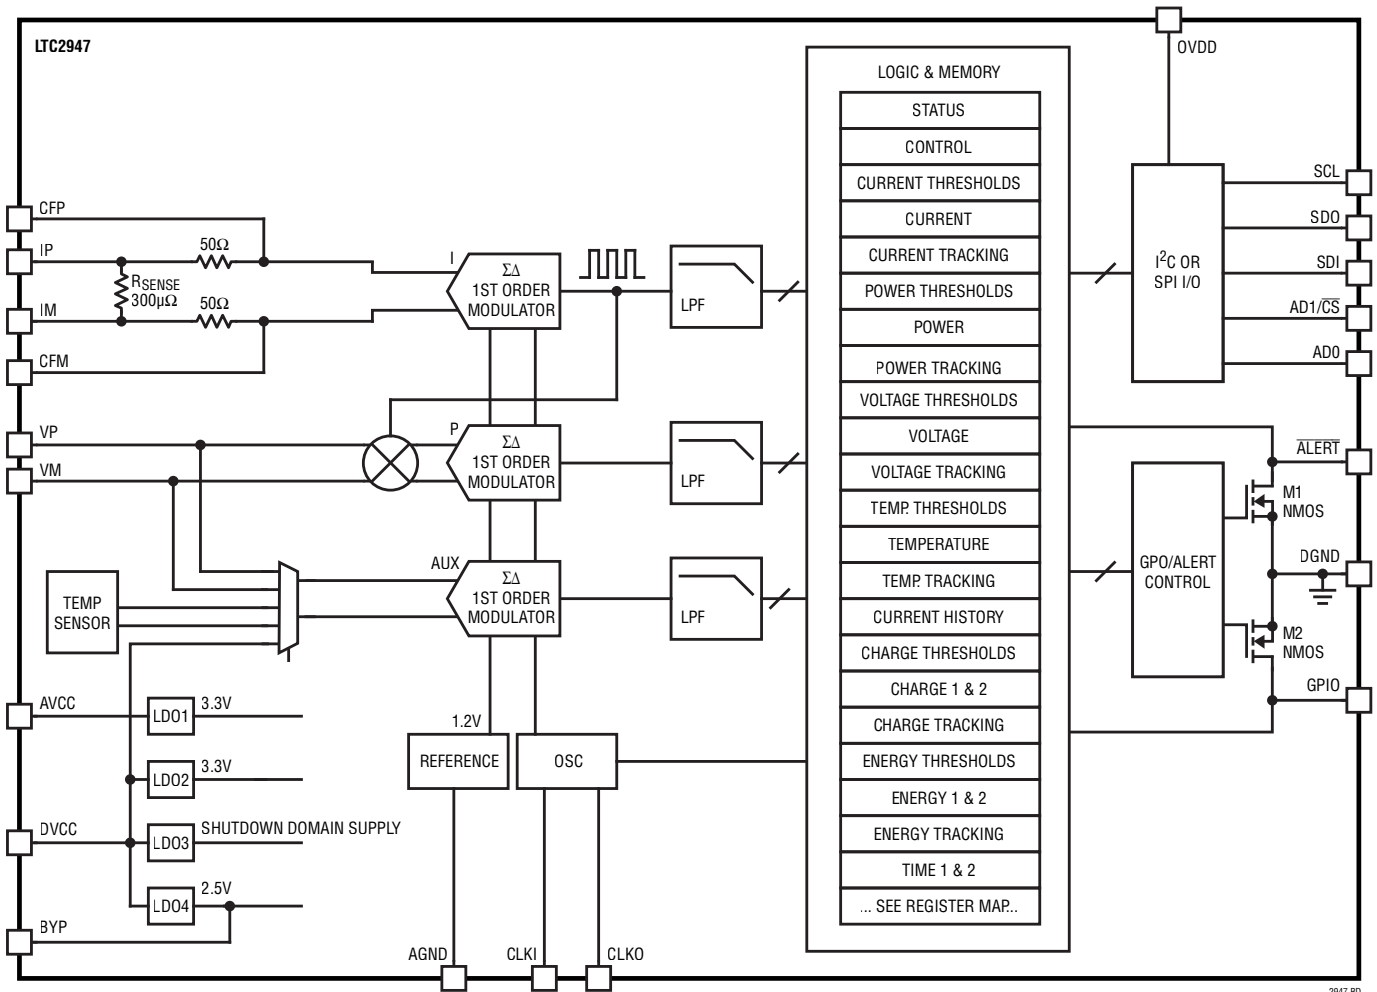 LTC2947
OVDD
LOGIC & MEMORY
STATUS
CONTROL
CURRENT THRESHOLDS
CURRENT
CURRENT TRACKING
POWER THRESHOLDS
POWER
POWER TRACKING
VOLTAGE THRESHOLDS
VOLTAGE
VOLTAGE TRACKING
TEMP. THRESHOLDS
TEMPERATURE
TEMP. TRACKING
CURRENT HISTORY
CHARGE THRESHOLDS
CHARGE 1 & 2
CHARGE TRACKING
ENERGY THRESHOLDS
ENERGY 1 & 2
ENERGY TRACKING
TIME 1 & 2
... SEE REGISTER MAP...
CFP
IP
50Ω
RSENSE
300µΩ
IM
50Ω
CFM
I
ΣΔ
1ST ORDER
MODULATOR
LPF
VP
VM
P
ΣΔ
1ST ORDER
MODULATOR
LPF
AUX
ΣΔ
1ST ORDER
MODULATOR
LPF
TEMP
SENSOR
AVCC
LDO1
3.3V
LDO2
3.3V
DVCC
LDO3
SHUTDOWN DOMAIN SUPPLY
LDO4
2.5V
BYP
1.2V
REFERENCE
OSC
AGND
CLKI
CLKO
I²C OR
SPI I/O
SCL
SDO
SDI
AD1/C̅S̅
AD0
A̅L̅E̅R̅T̅
M1
NMOS
DGND
GPO/ALERT
CONTROL
M2
NMOS
GPIO
2947 BD